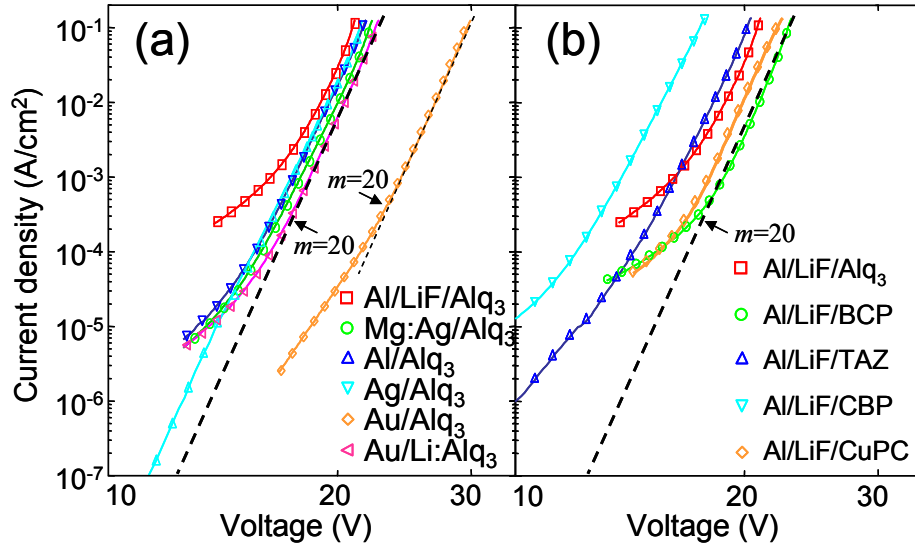 (a)
(b)
Current density (A/cm²)
10⁻¹
10⁻²
10⁻³
10⁻⁴
10⁻⁵
10⁻⁶
10⁻⁷
m=20
m=20
Al/LiF/Alq₃
Mg:Ag/Alq₃
Al/Alq₃
Ag/Alq₃
Au/Alq₃
Au/Li:Alq₃
m=20
Al/LiF/Alq₃
Al/LiF/BCP
Al/LiF/TAZ
Al/LiF/CBP
Al/LiF/CuPC
10 20 30 10 20 30
Voltage (V) Voltage (V)